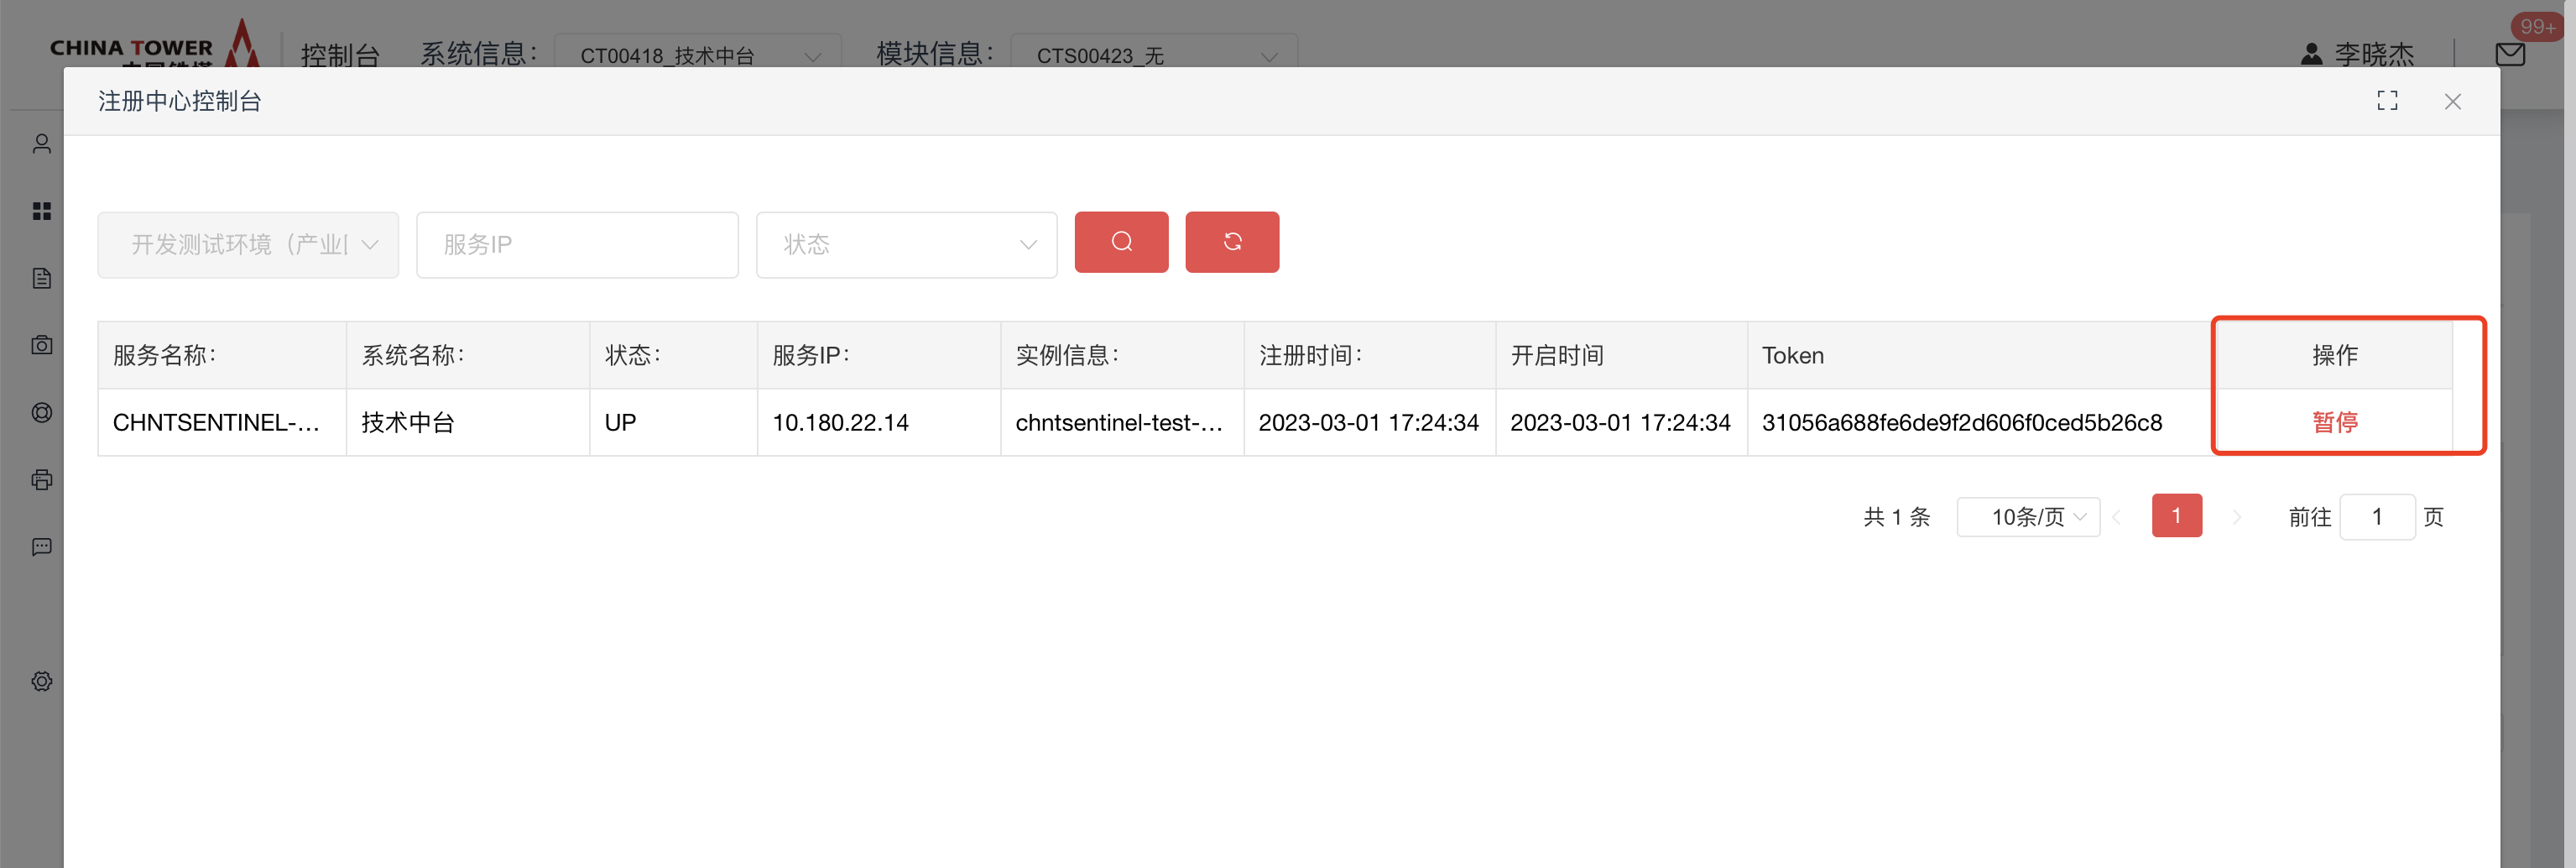 CHINA TOWER
控制台
系统信息：
CT00418_技术中台
模块信息：
CTS00423_无
李晓杰
99+
注册中心控制台
开发测试环境（产业
服务IP
状态
服务名称： 系统名称： 状态： 服务IP： 实例信息： 注册时间： 开启时间 Token 操作
CHNTSENTINEL-... 技术中台 UP 10.180.22.14 chntsentinel-test-... 2023-03-01 17:24:34 2023-03-01 17:24:34 31056a688fe6de9f2d606f0ced5b26c8 暂停
共 1 条 10条/页 1 前往 1 页